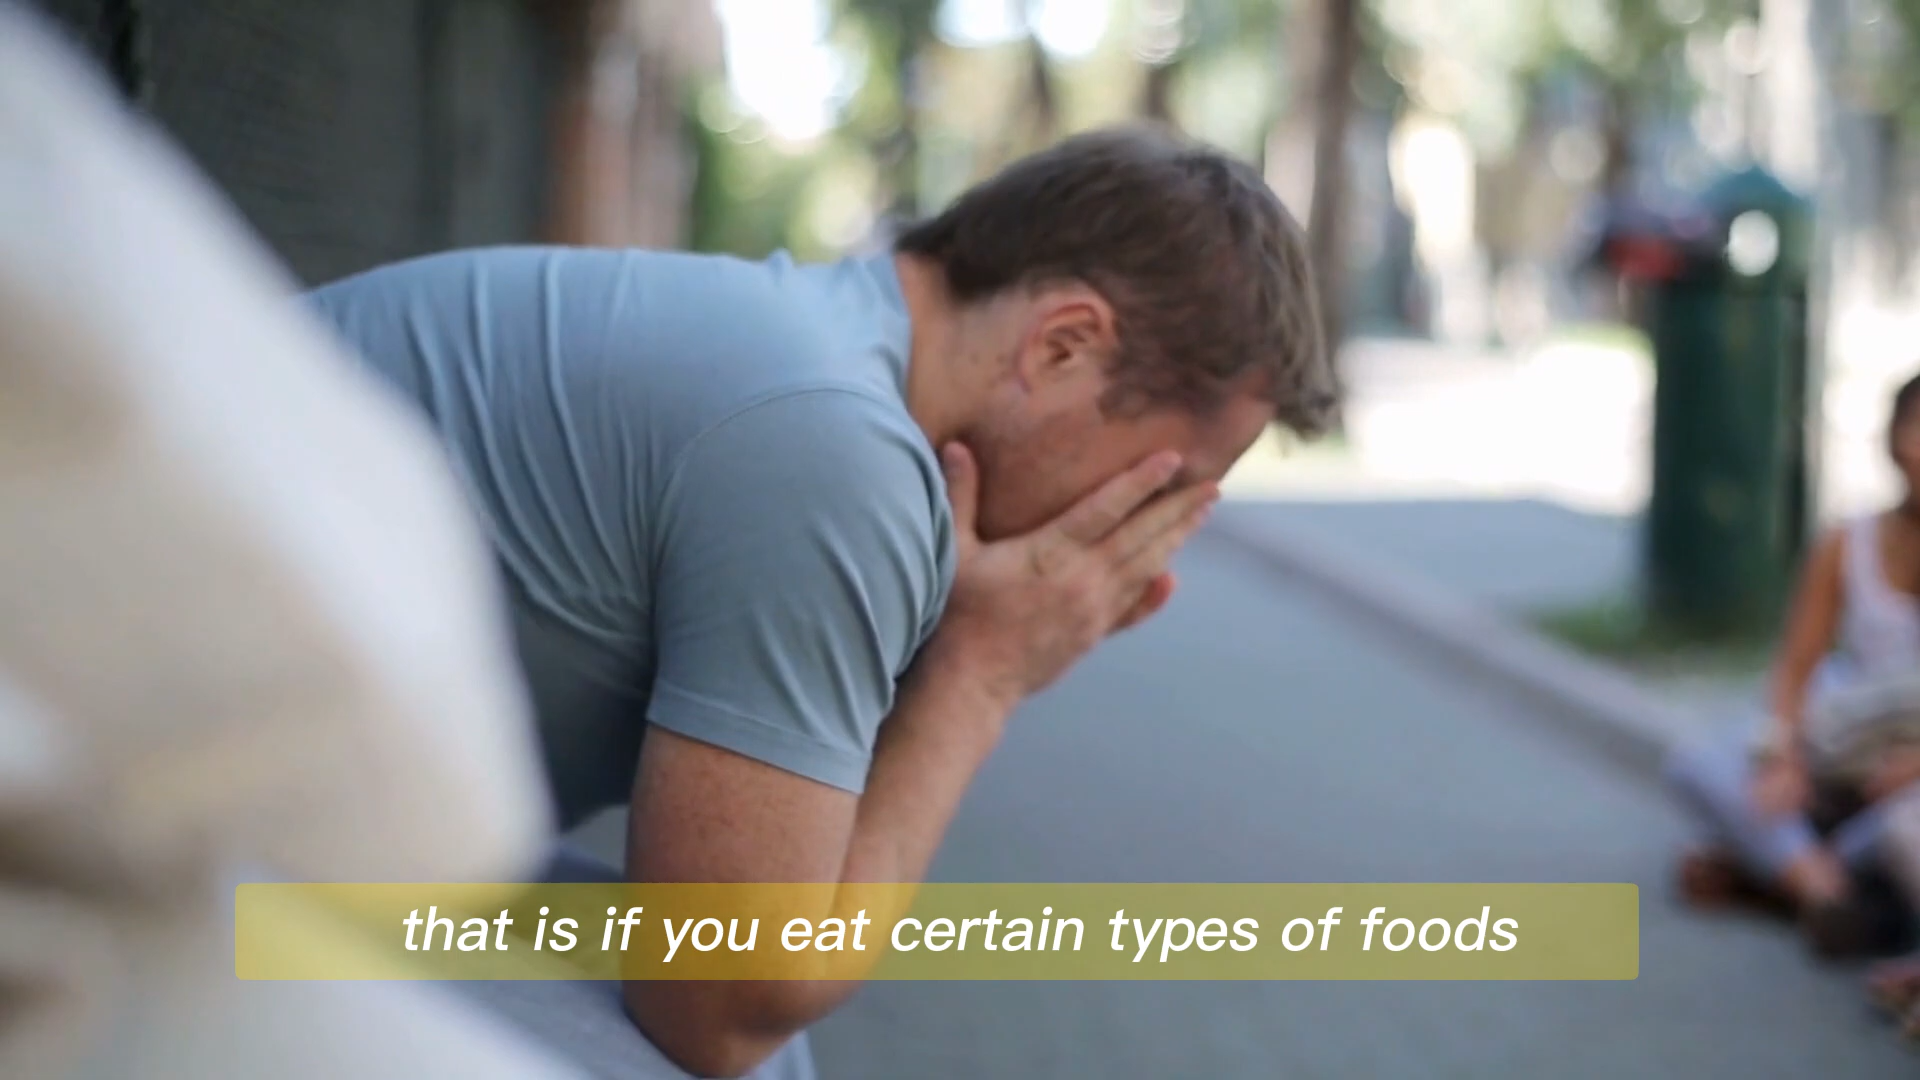 that is if you eat certain types of foods